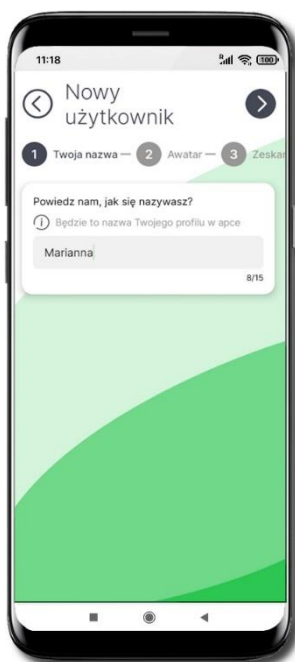 11:18
R
100
Nowy
użytkownik
1 Twoja nazwa — 2 Awatar — 3 Zeskan
Powiedz nam, jak się nazywasz?
i Będzie to nazwa Twojego profilu w apce
Marianna
8/15